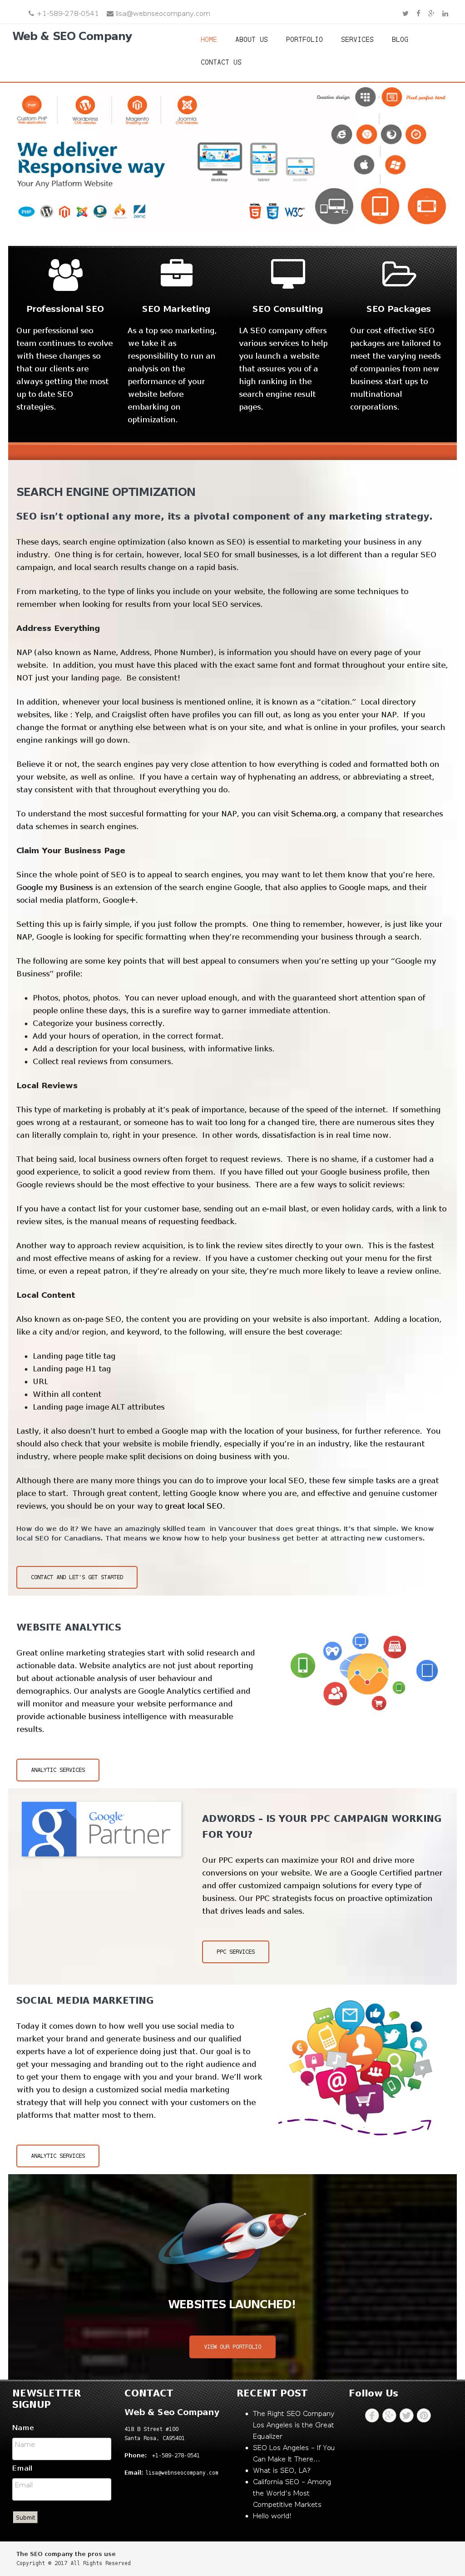 +1-589-278-0541 lisa@webnseocompany.com
Web & SEO Company
HOME ABOUT US PORTFOLIO SERVICES BLOG
CONTACT US
Custom PHP
Wordpress
Magento
Joomla
Creative design
Pixel perfect html
We deliver
Responsive way
Your Any Platform Website
desktop
tablet
HTML
CSS
W3C
Professional SEO
Our perfessional seo
team continues to evolve
with these changes so
that our clients are
always getting the most
up to date SEO
strategies.
SEO Marketing
As a top seo marketing,
we take it as
responsibility to run an
analysis on the
performance of your
website before
embarking on
optimization.
SEO Consulting
LA SEO company offers
various services to help
you launch a website
that assures you of a
high ranking in the
search engine result
pages.
SEO Packages
Our cost effective SEO
packages are tailored to
meet the varying needs
of companies from new
business start ups to
multinational
corporations.
SEARCH ENGINE OPTIMIZATION
SEO isn’t optional any more, its a pivotal component of any marketing strategy.
These days, search engine optimization (also known as SEO) is essential to marketing your business in any
industry. One thing is for certain, however, local SEO for small businesses, is a lot different than a regular SEO
campaign, and local search results change on a rapid basis.
From marketing, to the type of links you include on your website, the following are some techniques to
remember when looking for results from your local SEO services.
Address Everything
NAP (also known as Name, Address, Phone Number), is information you should have on every page of your
website. In addition, you must have this placed with the exact same font and format throughout your entire site,
NOT just your landing page. Be consistent!
In addition, whenever your local business is mentioned online, it is known as a “citation.” Local directory
websites, like : Yelp, and Craigslist often have profiles you can fill out, as long as you enter your NAP. If you
change the format or anything else between what is on your site, and what is online in your profiles, your search
engine rankings will go down.
Believe it or not, the search engines pay very close attention to how everything is coded and formatted both on
your website, as well as online. If you have a certain way of hyphenating an address, or abbreviating a street,
stay consistent with that throughout everything you do.
To understand the most succesful formatting for your NAP, you can visit Schema.org, a company that researches
data schemes in search engines.
Claim Your Business Page
Since the whole point of SEO is to appeal to search engines, you may want to let them know that you’re here.
Google my Business is an extension of the search engine Google, that also applies to Google maps, and their
social media platform, Google+.
Setting this up is fairly simple, if you just follow the prompts. One thing to remember, however, is just like your
NAP, Google is looking for specific formatting when they’re recommending your business through a search.
The following are some key points that will best appeal to consumers when you’re setting up your “Google my
Business” profile:
Photos, photos, photos. You can never upload enough, and with the guaranteed short attention span of
people online these days, this is a surefire way to garner immediate attention.
Categorize your business correctly.
Add your hours of operation, in the correct format.
Add a description for your local business, with informative links.
Collect real reviews from consumers.
Local Reviews
This type of marketing is probably at it’s peak of importance, because of the speed of the internet. If something
goes wrong at a restaurant, or someone has to wait too long for a changed tire, there are numerous sites they
can literally complain to, right in your presence. In other words, dissatisfaction is in real time now.
That being said, local business owners often forget to request reviews. There is no shame, if a customer had a
good experience, to solicit a good review from them. If you have filled out your Google business profile, then
Google reviews should be the most effective to your business. There are a few ways to solicit reviews:
If you have a contact list for your customer base, sending out an e-mail blast, or even holiday cards, with a link to
review sites, is the manual means of requesting feedback.
Another way to approach review acquisition, is to link the review sites directly to your own. This is the fastest
and most effective means of asking for a review. If you have a customer checking out your menu for the first
time, or even a repeat patron, if they’re already on your site, they’re much more likely to leave a review online.
Local Content
Also known as on-page SEO, the content you are providing on your website is also important. Adding a location,
like a city and/or region, and keyword, to the following, will ensure the best coverage:
Landing page title tag
Landing page H1 tag
URL
Within all content
Landing page image ALT attributes
Lastly, it also doesn’t hurt to embed a Google map with the location of your business, for further reference. You
should also check that your website is mobile friendly, especially if you’re in an industry, like the restaurant
industry, where people make split decisions on doing business with you.
Although there are many more things you can do to improve your local SEO, these few simple tasks are a great
place to start. Through great content, letting Google know where you are, and effective and genuine customer
reviews, you should be on your way to great local SEO.
How do we do it? We have an amazingly skilled team in Vancouver that does great things. It’s that simple. We know
local SEO for Canadians. That means we know how to help your business get better at attracting new customers.
CONTACT AND LET'S GET STARTED
WEBSITE ANALYTICS
Great online marketing strategies start with solid research and
actionable data. Website analytics are not just about reporting
but about actionable analysis of user behaviour and
demographics. Our analysts are Google Analytics certified and
will monitor and measure your website performance and
provide actionable business intelligence with measurable
results.
ANALYTIC SERVICES
Google
Partner
ADWORDS – IS YOUR PPC CAMPAIGN WORKING
FOR YOU?
Our PPC experts can maximize your ROI and drive more
conversions on your website. We are a Google Certified partner
and offer customized campaign solutions for every type of
business. Our PPC strategists focus on proactive optimization
that drives leads and sales.
PPC SERVICES
SOCIAL MEDIA MARKETING
Today it comes down to how well you use social media to
market your brand and generate business and our qualified
experts have a lot of experience doing just that. Our goal is to
get your messaging and branding out to the right audience and
to get your them to engage with you and your brand. We’ll work
with you to design a customized social media marketing
strategy that will help you connect with your customers on the
platforms that matter most to them.
ANALYTIC SERVICES
WEBSITES LAUNCHED!
VIEW OUR PORTFOLIO
NEWSLETTER
SIGNUP
Name
Name
Email
Email
Submit
CONTACT
Web & Seo Company
418 B Street #100
Santa Rosa, CA95401
Phone: +1-589-278-0541
Email: lisa@webnseocompany.com
RECENT POST
The Right SEO Company
Los Angeles is the Great
Equalizer
SEO Los Angeles – If You
Can Make It There…
What is SEO, LA?
California SEO – Among
the World’s Most
Competitive Markets
Hello world!
Follow Us
The SEO company the pros use
Copyright © 2017 All Rights Reserved